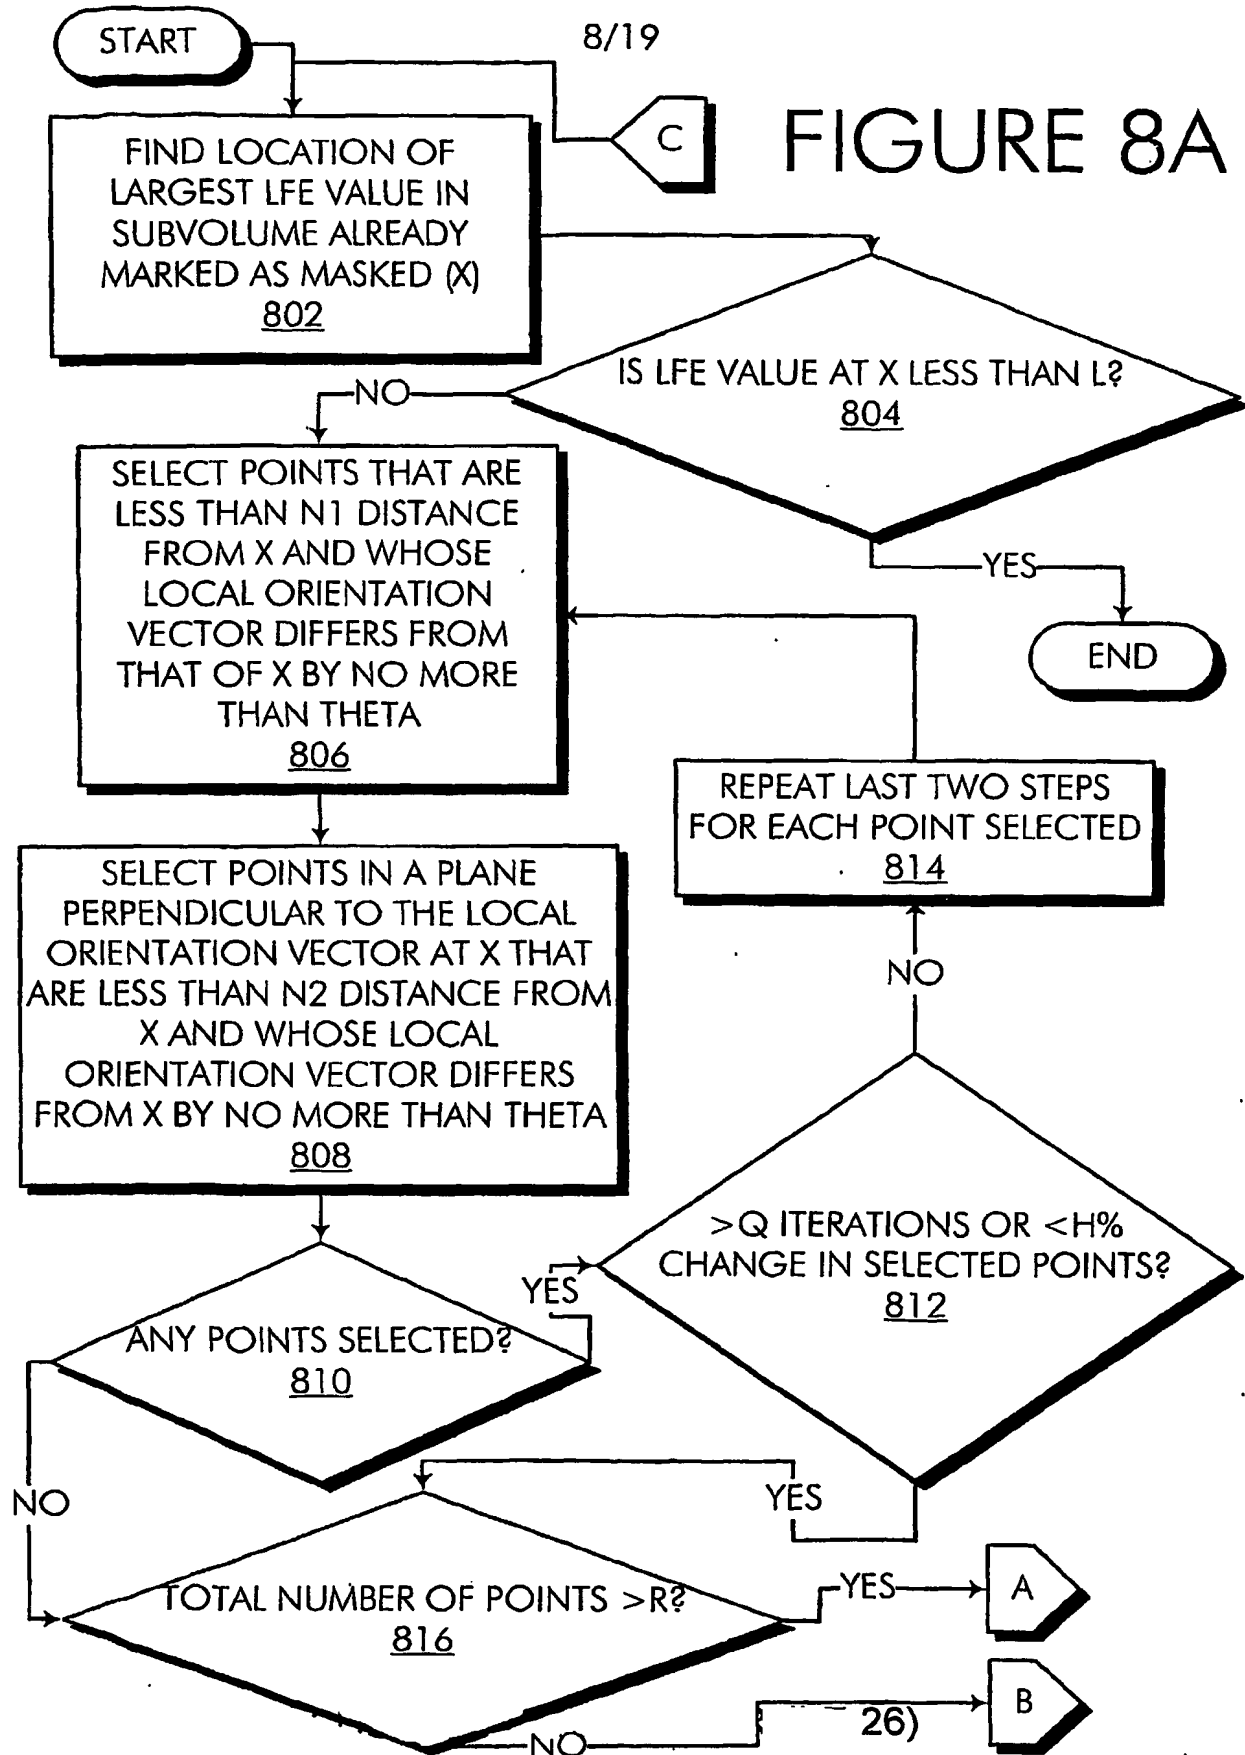 START
8/19
C
FIGURE 8A
FIND LOCATION OF
LARGEST LFE VALUE IN
SUBVOLUME ALREADY
MARKED AS MASKED (X)
802
IS LFE VALUE AT X LESS THAN L?
804
NO
YES
END
SELECT POINTS THAT ARE
LESS THAN N1 DISTANCE
FROM X AND WHOSE
LOCAL ORIENTATION
VECTOR DIFFERS FROM
THAT OF X BY NO MORE
THAN THETA
806
REPEAT LAST TWO STEPS
FOR EACH POINT SELECTED
814
SELECT POINTS IN A PLANE
PERPENDICULAR TO THE LOCAL
ORIENTATION VECTOR AT X THAT
ARE LESS THAN N2 DISTANCE FROM
X AND WHOSE LOCAL
ORIENTATION VECTOR DIFFERS
FROM X BY NO MORE THAN THETA
808
NO
>Q ITERATIONS OR <H%
CHANGE IN SELECTED POINTS?
812
YES
ANY POINTS SELECTED?
810
NO
YES
TOTAL NUMBER OF POINTS >R?
816
YES
A
NO
26)
B